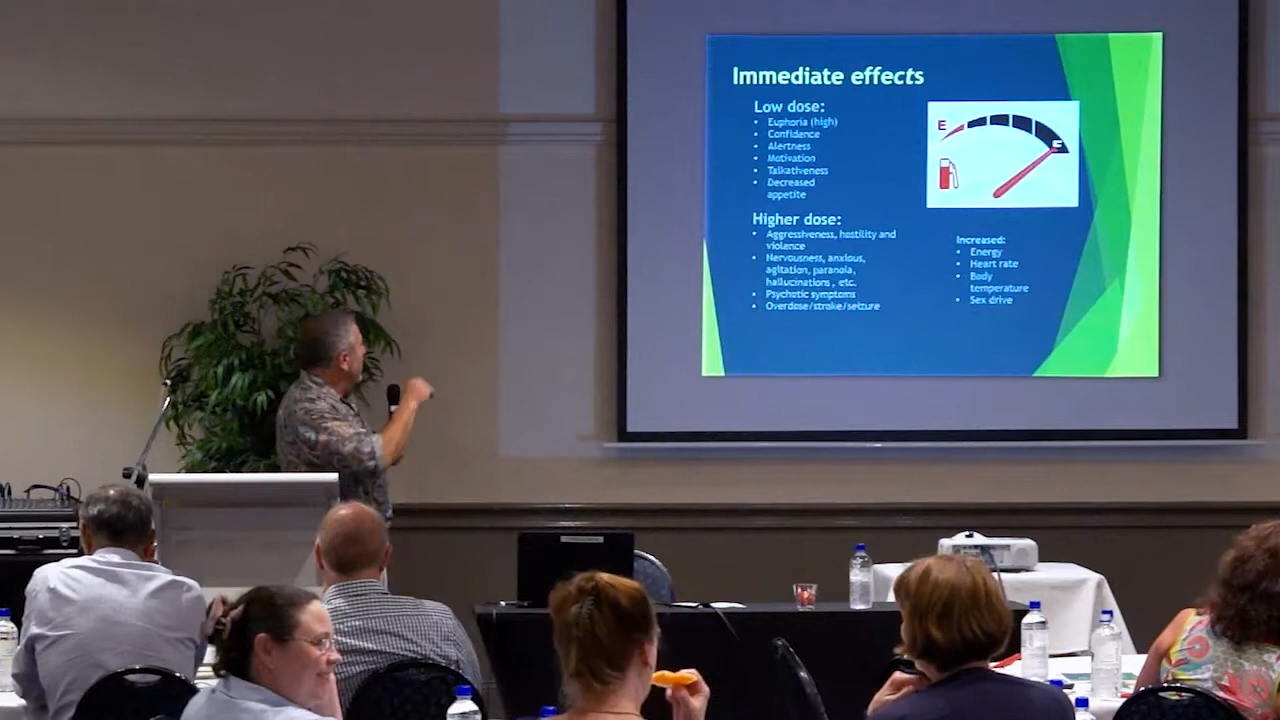 Immediate effects
Low dose:
• Euphoria (high)
• Confidence
• Alertness
• Motivation
• Talkativeness
• Decreased
appetite
E
F
Higher dose:
• Aggressiveness, hostility and
violence
• Nervousness, anxious,
agitation, paranoia,
hallucinations , etc.
• Psychotic symptoms
• Overdose/stroke/seizure
Increased:
• Energy
• Heart rate
• Body
temperature
• Sex drive